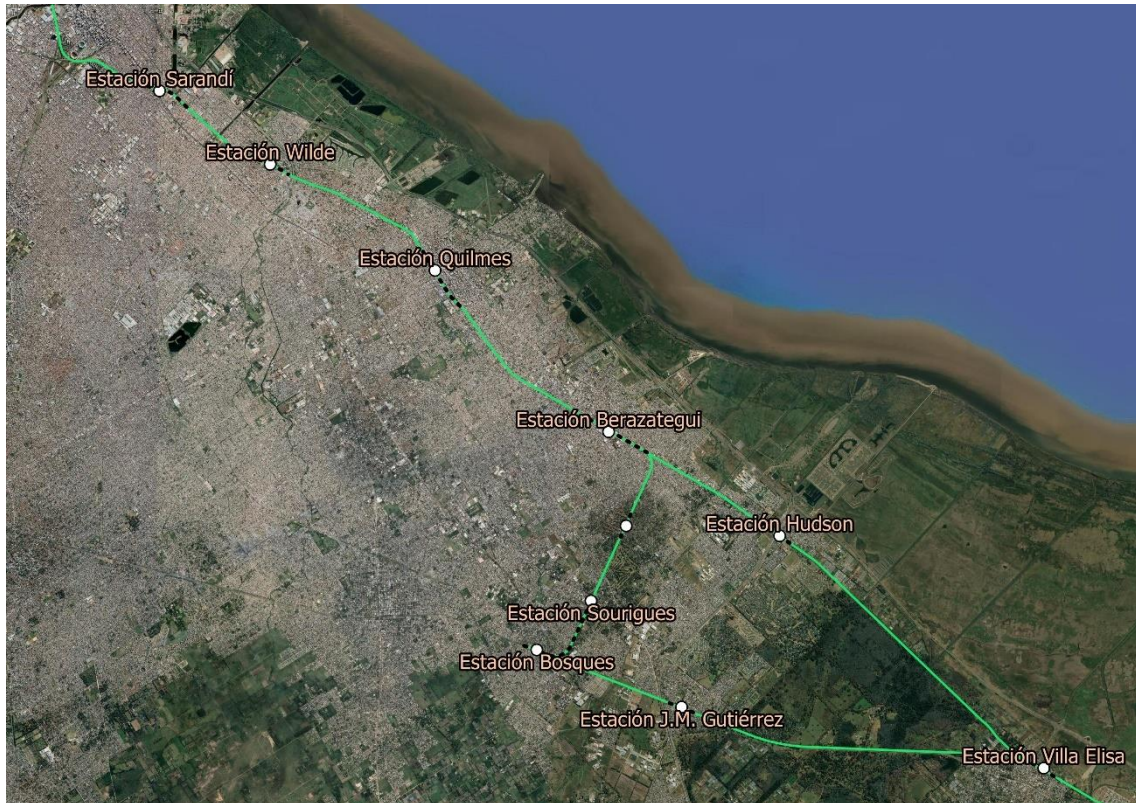 Estación Sarandí
Estación Wilde
Estación Quilmes
Estación Berazategui
Estación Hudson
Estación Sourigues
Estación Bosques
Estación J.M. Gutiérrez
Estación Villa Elisa